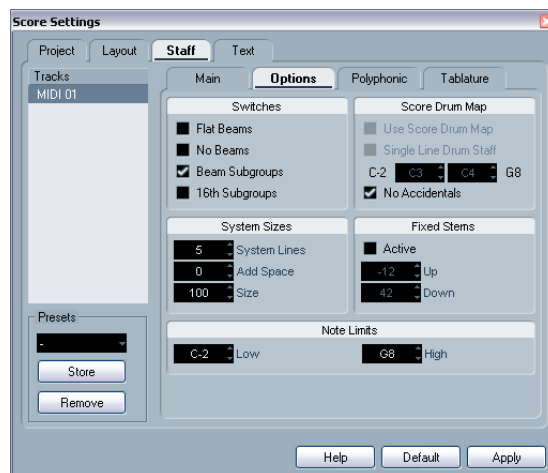 Score Settings
Project Layout Staff Text
Tracks
MIDI 01
Main Options Polyphonic Tablature
Switches
Flat Beams
No Beams
Beam Subgroups
16th Subgroups
Score Drum Map
Use Score Drum Map
Single Line Drum Staff
C-2 C3 C4 G8
No Accidentals
System Sizes
5 System Lines
0 Add Space
100 Size
Fixed Stems
Active
-12 Up
42 Down
Note Limits
C-2 Low G8 High
Presets
-
Store
Remove
Help Default Apply